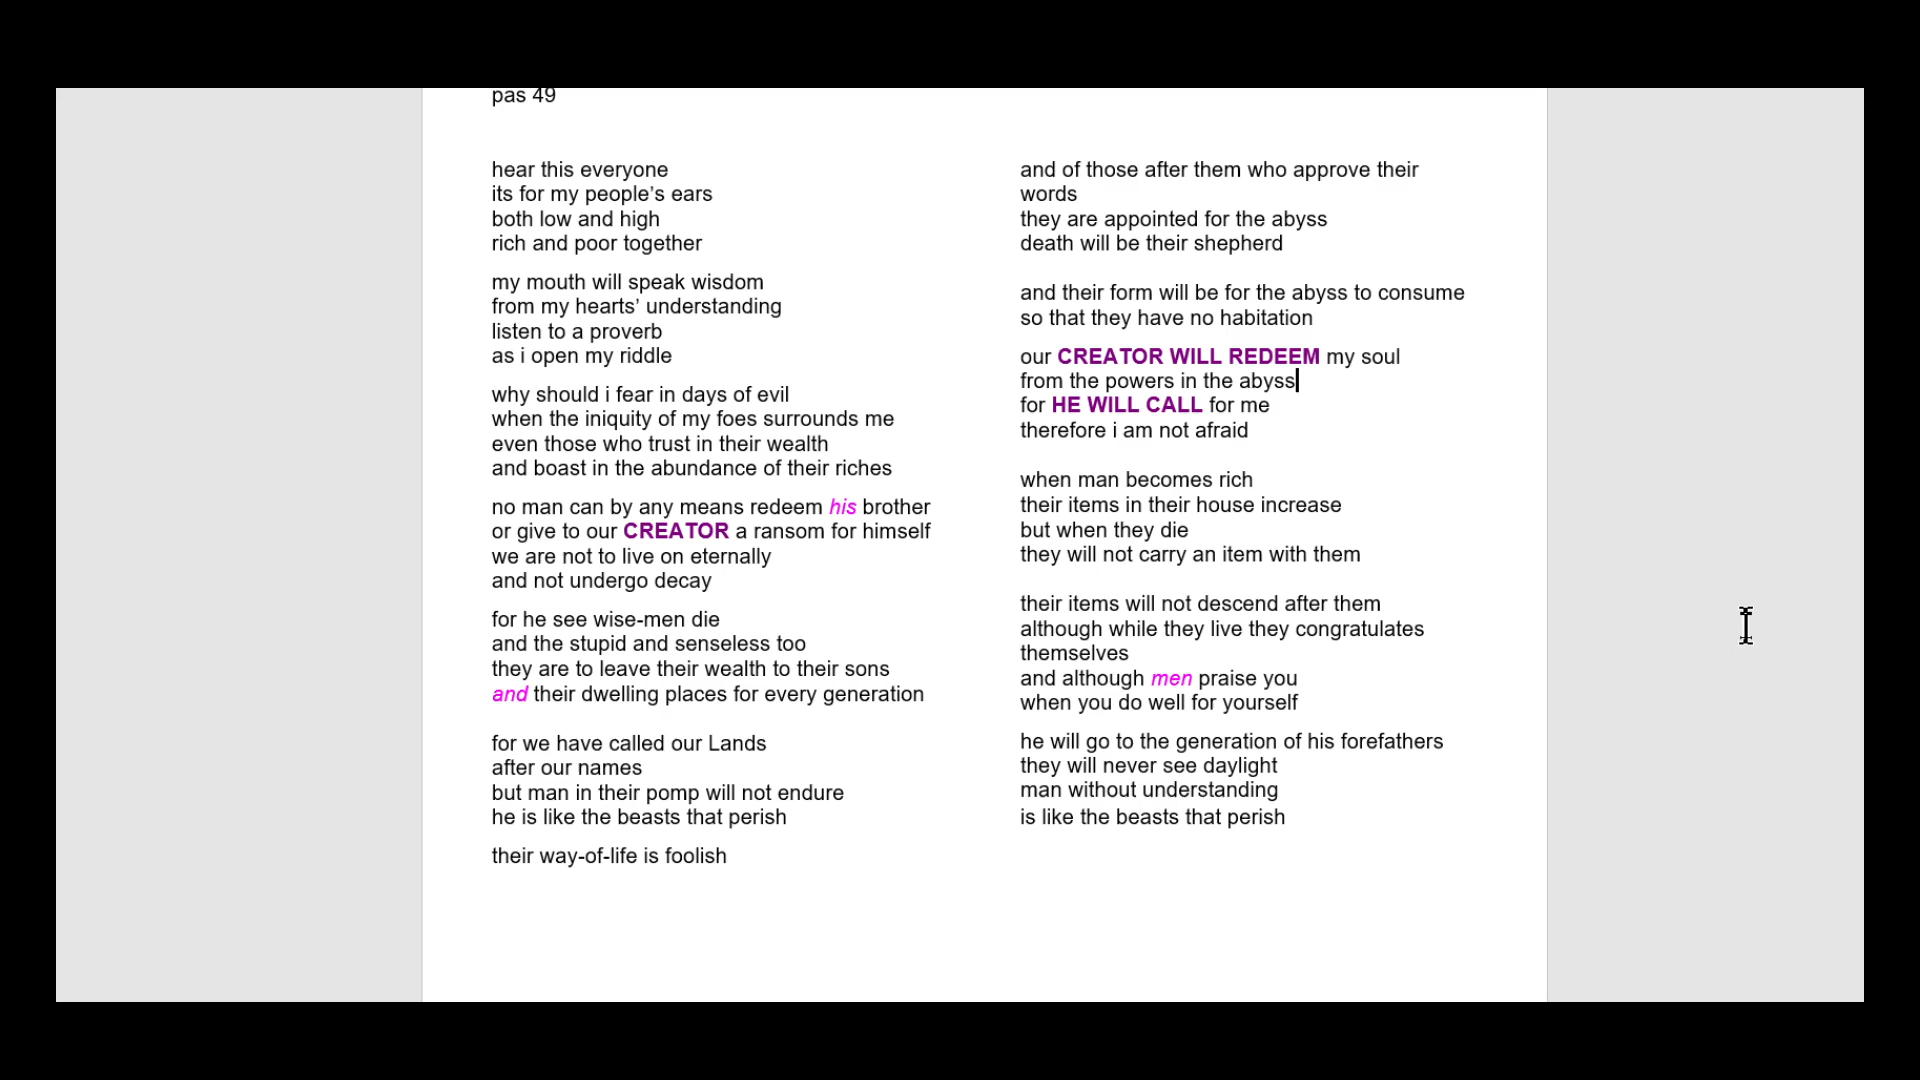 pas 49
hear this everyone
its for my people’s ears
both low and high
rich and poor together
my mouth will speak wisdom
from my hearts’ understanding
listen to a proverb
as i open my riddle
why should i fear in days of evil
when the iniquity of my foes surrounds me
even those who trust in their wealth
and boast in the abundance of their riches
no man can by any means redeem his brother
or give to our CREATOR a ransom for himself
we are not to live on eternally
and not undergo decay
for he see wise-men die
and the stupid and senseless too
they are to leave their wealth to their sons
and their dwelling places for every generation
for we have called our Lands
after our names
but man in their pomp will not endure
he is like the beasts that perish
their way-of-life is foolish
and of those after them who approve their
words
they are appointed for the abyss
death will be their shepherd
and their form will be for the abyss to consume
so that they have no habitation
our CREATOR WILL REDEEM my soul
from the powers in the abyss
for HE WILL CALL for me
therefore i am not afraid
when man becomes rich
their items in their house increase
but when they die
they will not carry an item with them
their items will not descend after them
although while they live they congratulates
themselves
and although men praise you
when you do well for yourself
he will go to the generation of his forefathers
they will never see daylight
man without understanding
is like the beasts that perish